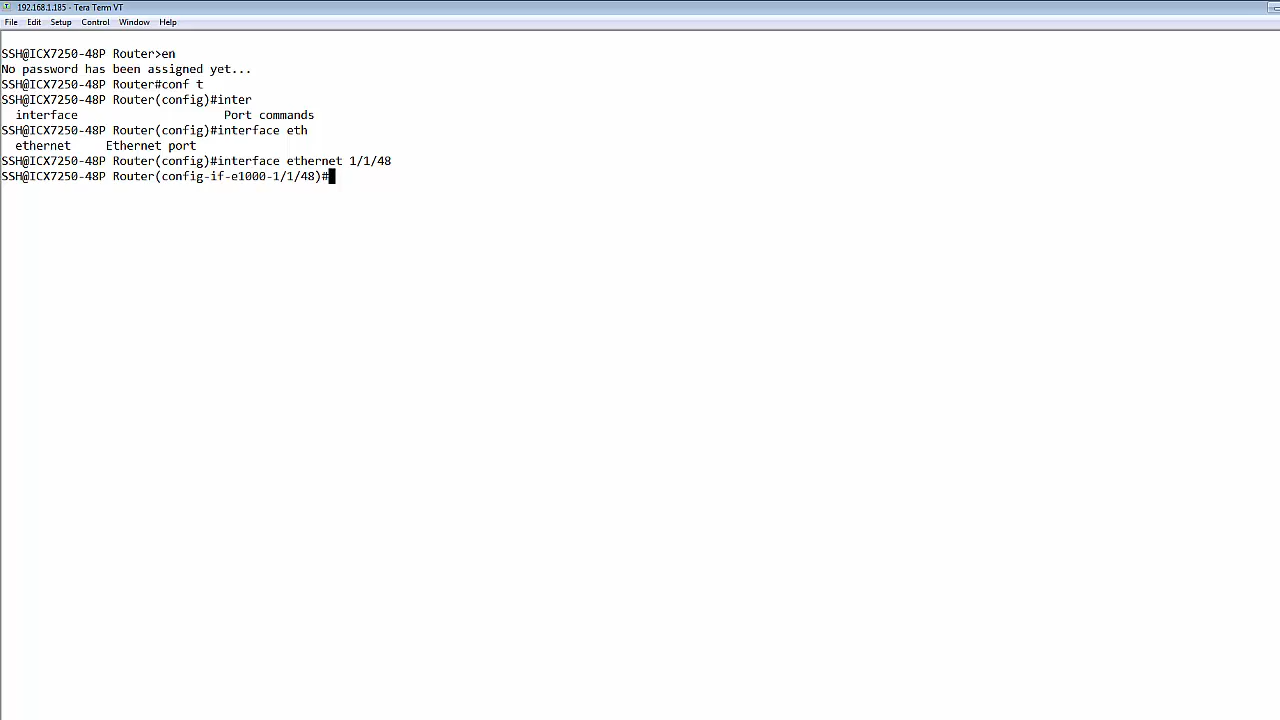 192.168.1.185 - Tera Term VT
File Edit Setup Control Window Help
SSH@ICX7250-48P Router>en
No password has been assigned yet...
SSH@ICX7250-48P Router#conf t
SSH@ICX7250-48P Router(config)#inter
interface Port commands
SSH@ICX7250-48P Router(config)#interface eth
ethernet Ethernet port
SSH@ICX7250-48P Router(config)#interface ethernet 1/1/48
SSH@ICX7250-48P Router(config-if-e1000-1/1/48)#